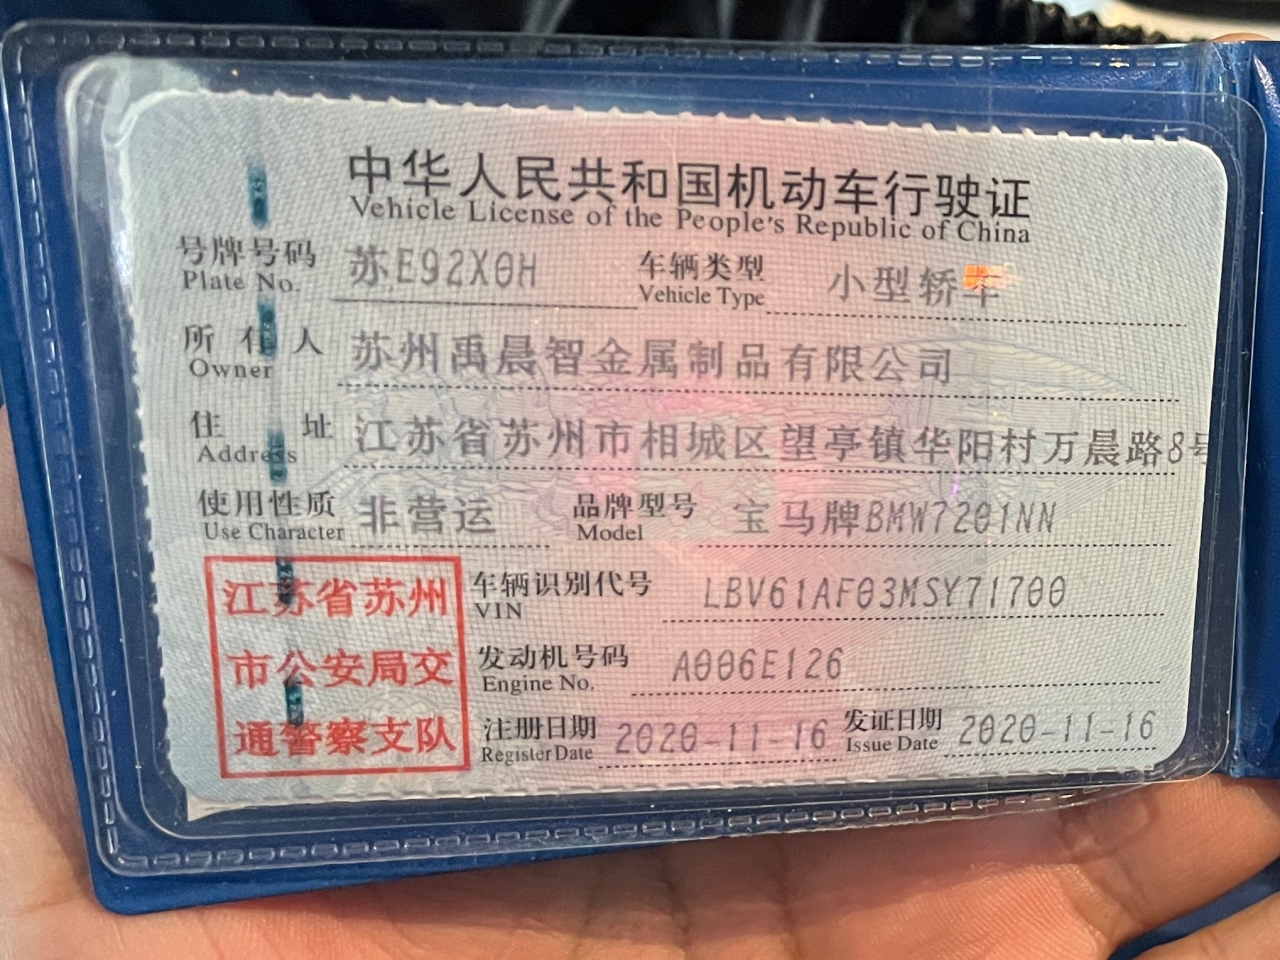 中华人民共和国机动车行驶证
Vehicle License of the People's Republic of China
号牌号码 苏E92X0H 车辆类型 小型轿车
Plate No. Vehicle Type
所有人 苏州禹晨智金属制品有限公司
Owner
住址 江苏省苏州市相城区望亭镇华阳村万晨路8号
Address
使用性质 非营运 品牌型号 宝马牌BMW7201NN
Use Character Model
江苏省苏州
市公安局交
通警察支队
车辆识别代号 LBV61AF03MSY71700
VIN
发动机号码 A006E126
Engine No.
注册日期 2020-11-16 发证日期 2020-11-16
Register Date Issue Date